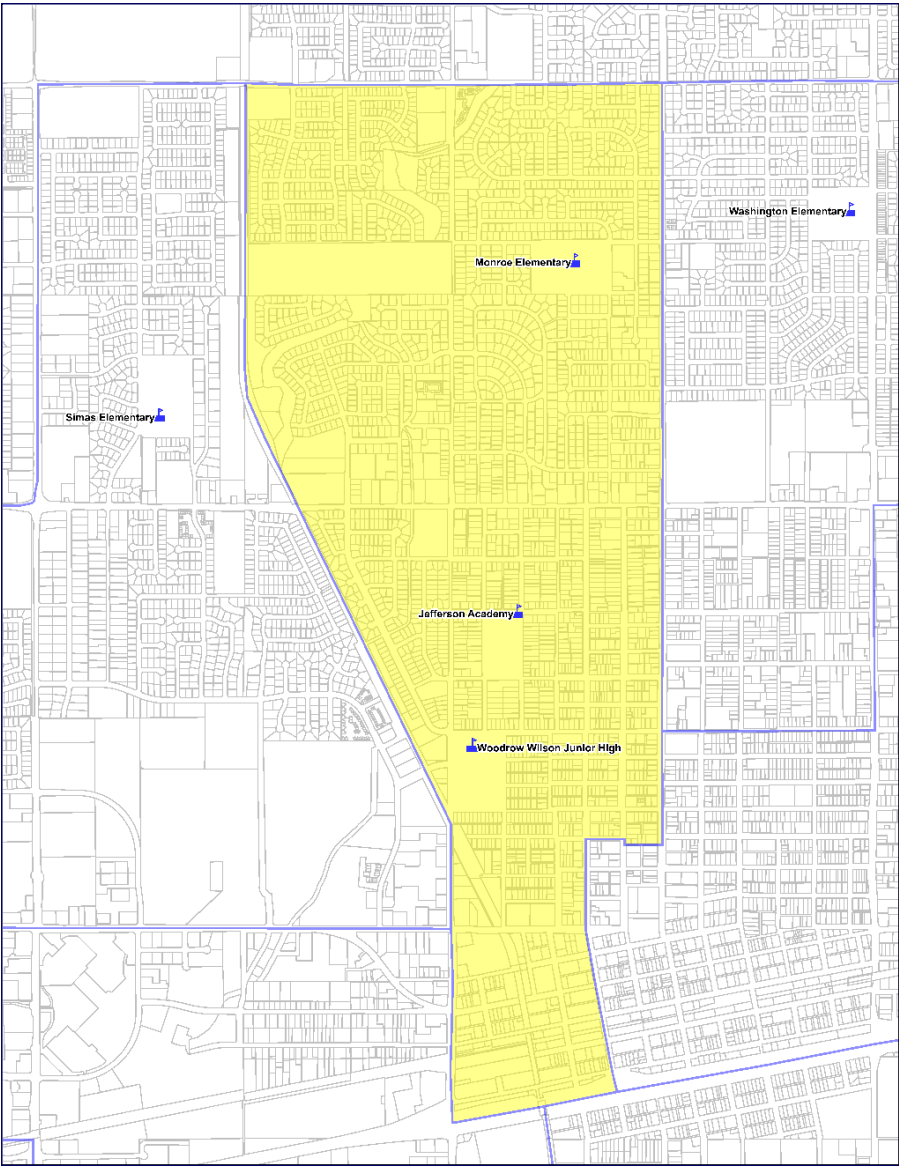 Washington Elementary
Monroe Elementary
Simas Elementary
Jefferson Academy
Woodrow Wilson Junior High